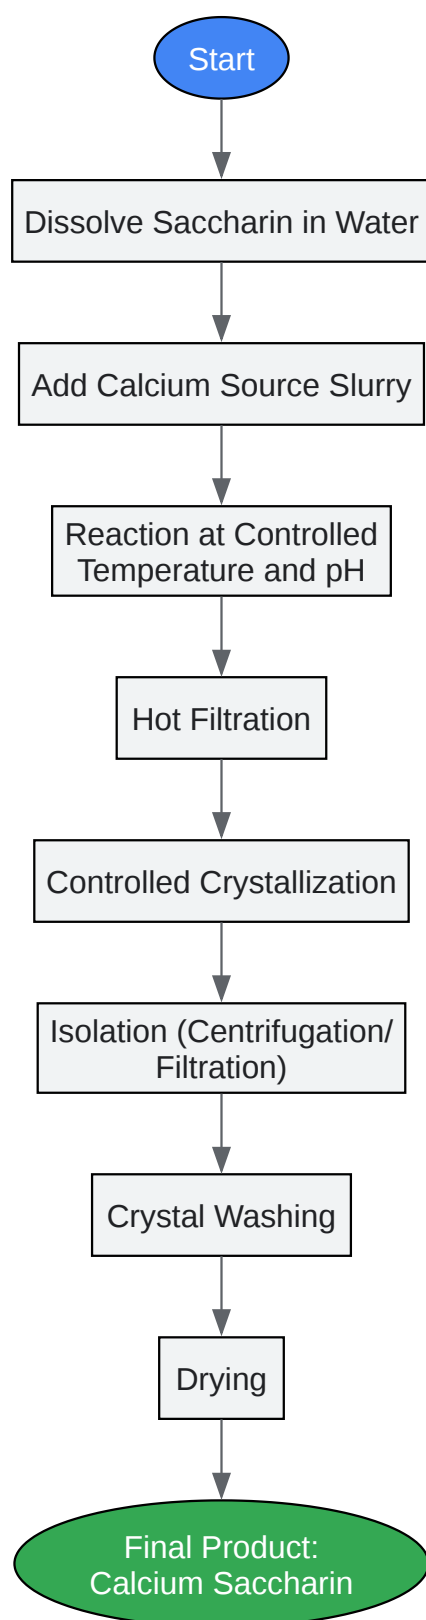 Start
Dissolve Saccharin in Water
Add Calcium Source Slurry
Reaction at Controlled
Temperature and pH
Hot Filtration
Controlled Crystallization
Isolation (Centrifugation/
Filtration)
Crystal Washing
Drying
Final Product:
Calcium Saccharin